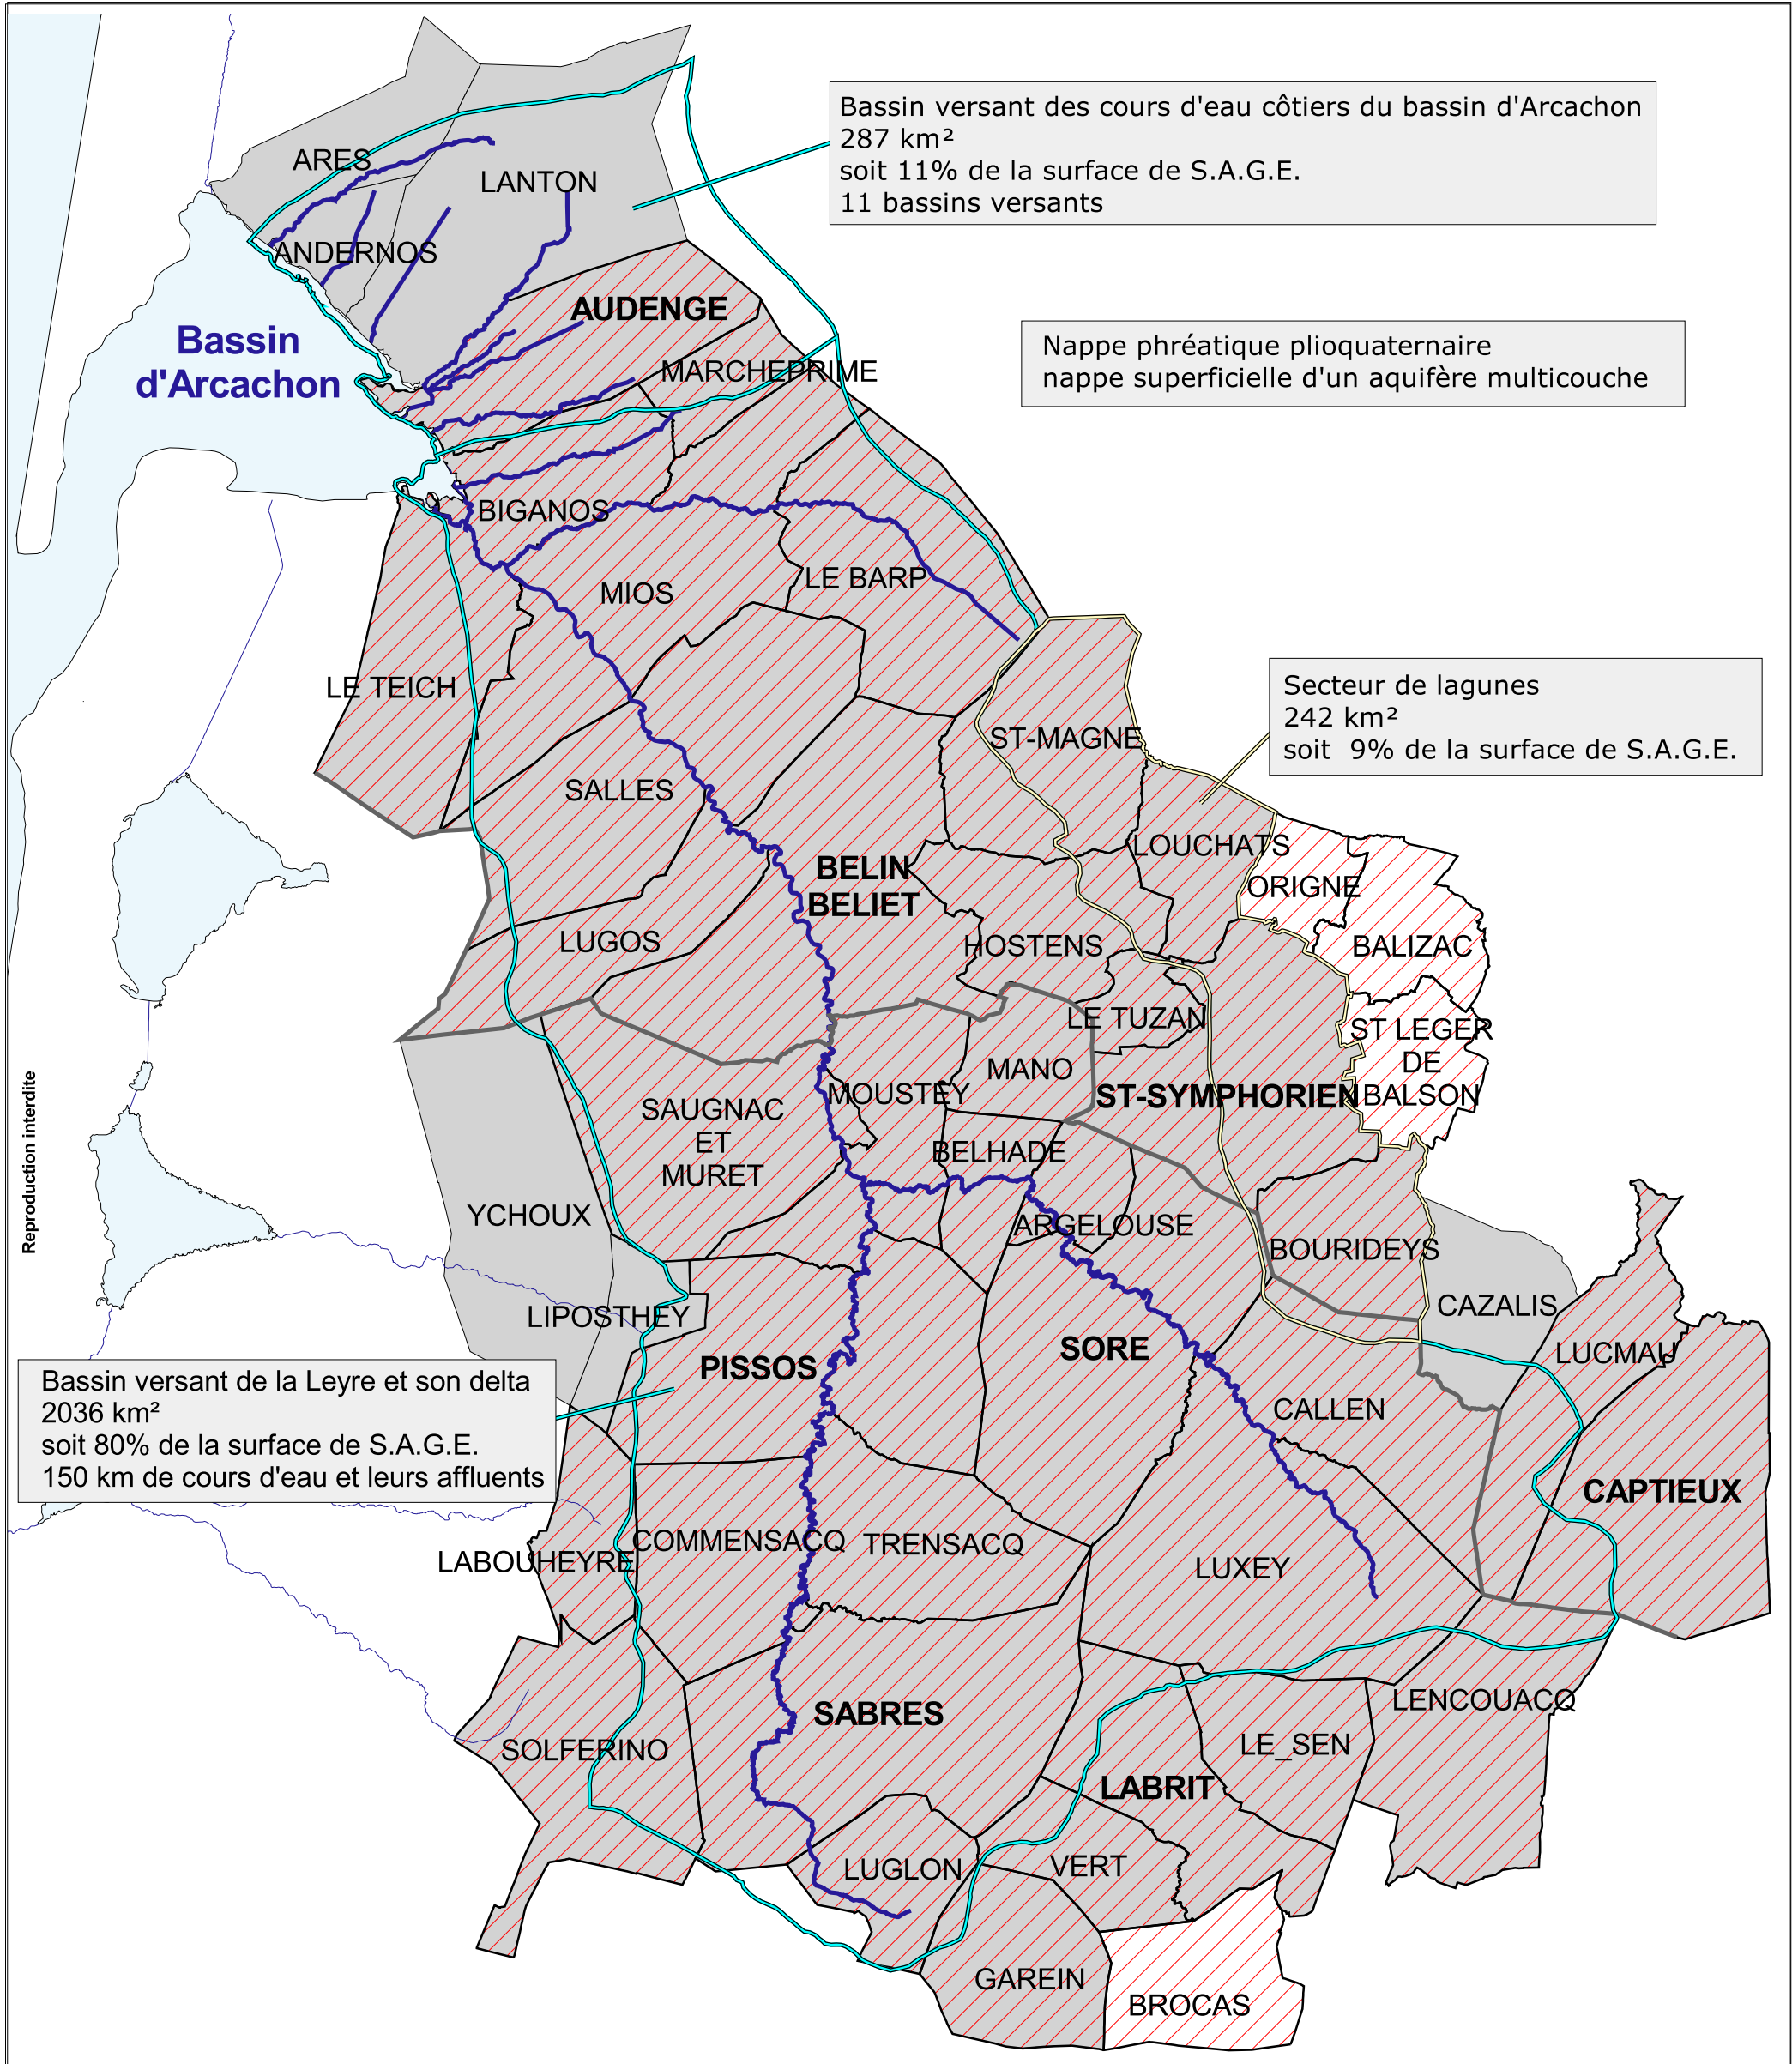 Bassin versant des cours d'eau côtiers du bassin d'Arcachon
287 km²
soit 11% de la surface de S.A.G.E.
11 bassins versants
ARES
LANTON
ANDERNOS
AUDENGE
Bassin
d'Arcachon
MARCHEPRIME
Nappe phréatique plioquaternaire
nappe superficielle d'un aquifère multicouche
BIGANOS
MIOS
LE BARP
LE TEICH
Secteur de lagunes
242 km²
soit 9% de la surface de S.A.G.E.
ST-MAGNE
SALLES
LOUCHATS
BELIN
BELIET
ORIGNE
LUGOS
HOSTENS
BALIZAC
LE TUZAN
ST LEGER
DE
BALSON
MANO
MOUSTEY
ST-SYMPHORIEN
SAUGNAC
ET
MURET
BELHADE
Reproduction interdite
YCHOUX
ARGELOUSE
BOURIDEYS
CAZALIS
LIPOSTHEY
SORE
LUCMAU
PISSOS
Bassin versant de la Leyre et son delta
2036 km²
soit 80% de la surface de S.A.G.E.
150 km de cours d'eau et leurs affluents
CALLEN
CAPTIEUX
COMMENSACQ
TRENSACQ
LABOUHEYRE
LUXEY
LENCOUACQ
SABRES
SOLFERINO
LE_SEN
LABRIT
LUGLON
VERT
GAREIN
BROCAS